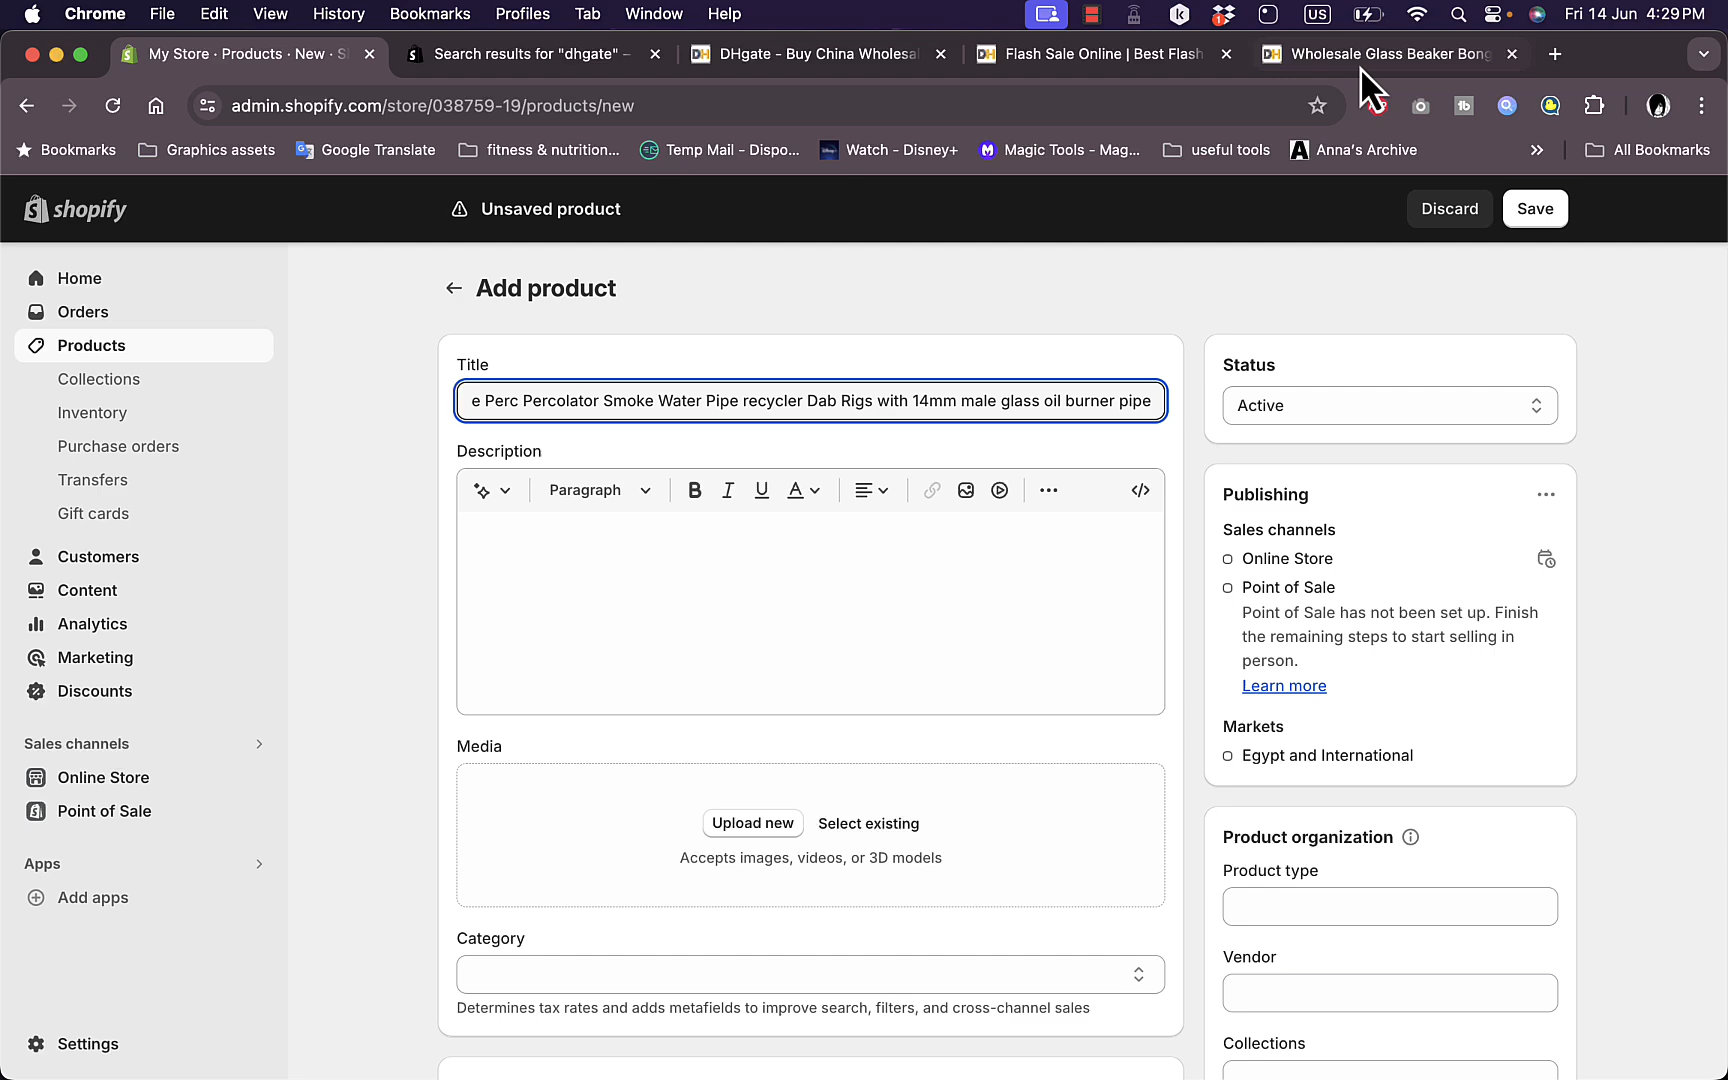 Chrome File Edit View History Bookmarks Profiles Tab Window Help US Fri 14 Jun 4:29 PM
My Store · Products · New · S Search results for "dhgate" – DHgate - Buy China Wholesal Flash Sale Online | Best Flash Wholesale Glass Beaker Bong
admin.shopify.com/store/038759-19/products/new
Bookmarks Graphics assets Google Translate fitness & nutrition... Temp Mail - Dispo... Watch - Disney+ Magic Tools - Mag... useful tools Anna's Archive » All Bookmarks
shopify Unsaved product Discard Save
Home
Orders
Products
Collections
Inventory
Purchase orders
Transfers
Gift cards
Customers
Content
Analytics
Marketing
Discounts
Sales channels
Online Store
Point of Sale
Apps
Add apps
Settings
Add product
Title
e Perc Percolator Smoke Water Pipe recycler Dab Rigs with 14mm male glass oil burner pipe
Description
Paragraph B I U A
Media
Upload new Select existing
Accepts images, videos, or 3D models
Category
Determines tax rates and adds metafields to improve search, filters, and cross-channel sales
Status
Active
Publishing
Sales channels
Online Store
Point of Sale
Point of Sale has not been set up. Finish
the remaining steps to start selling in
person.
Learn more
Markets
Egypt and International
Product organization
Product type
Vendor
Collections